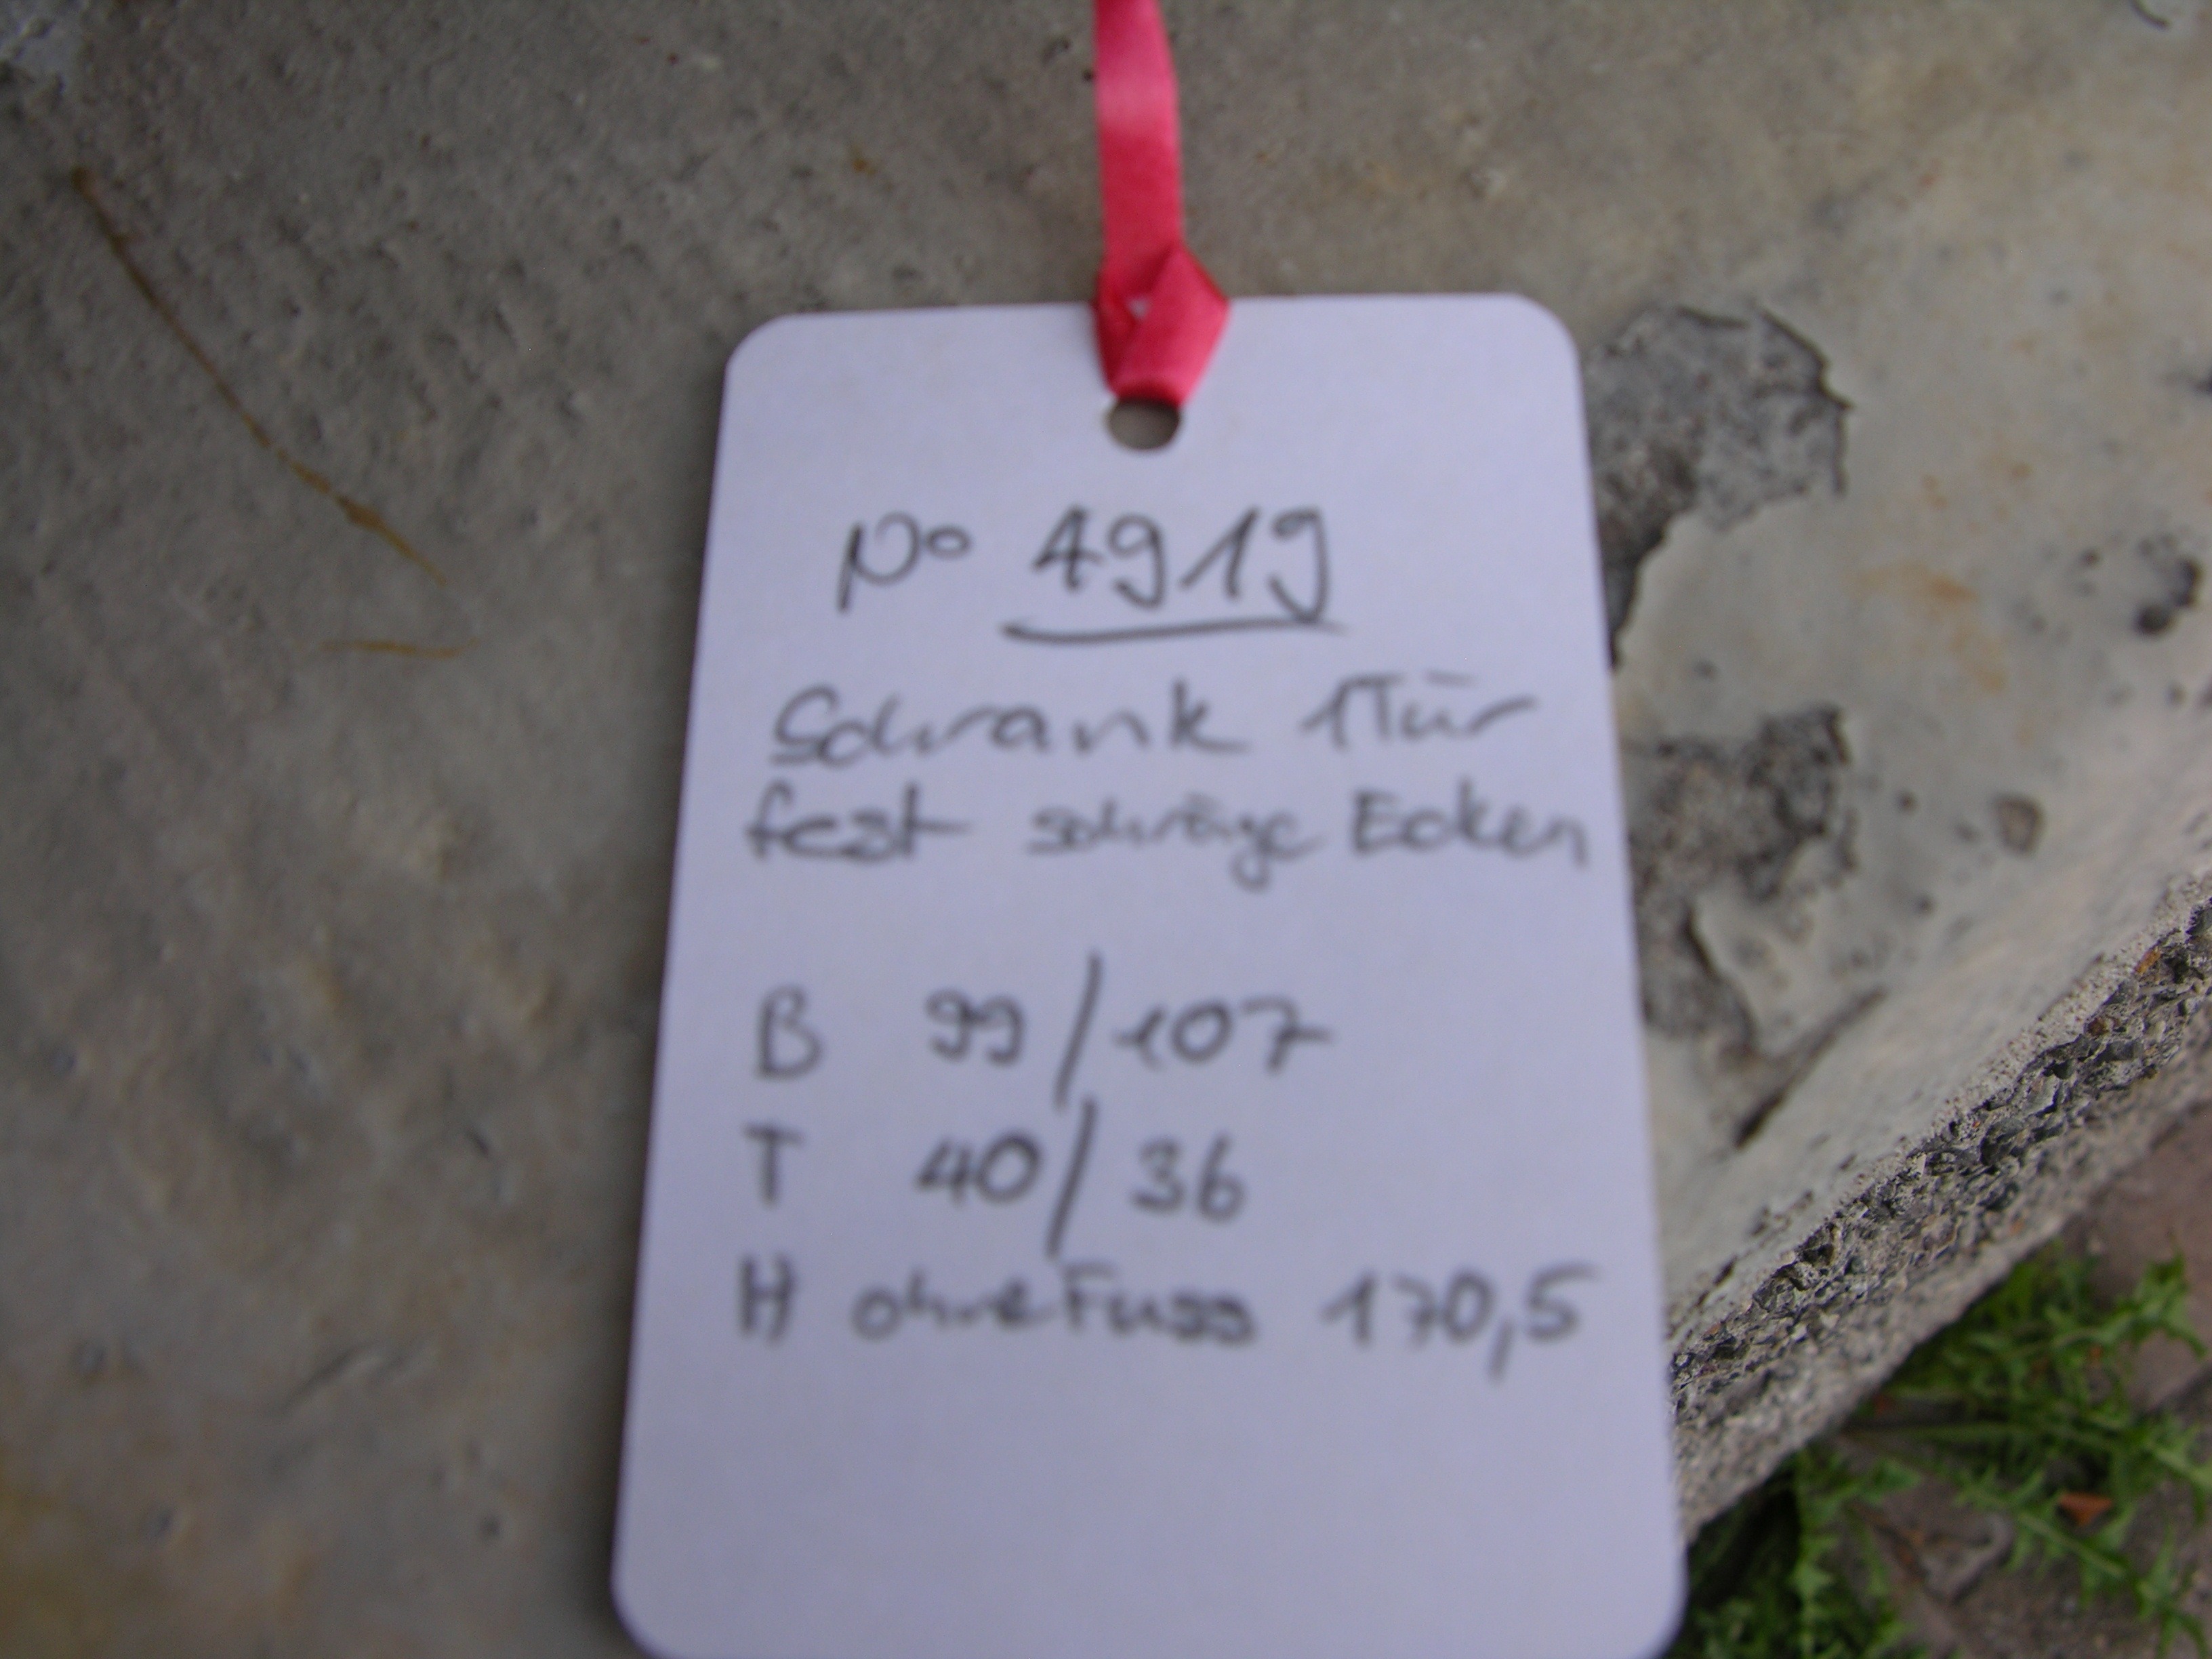 No 4919
Schrank 1Tür
fest schräge Ecken
B 99/107
T 40/36
H ohne Fuss 170,5